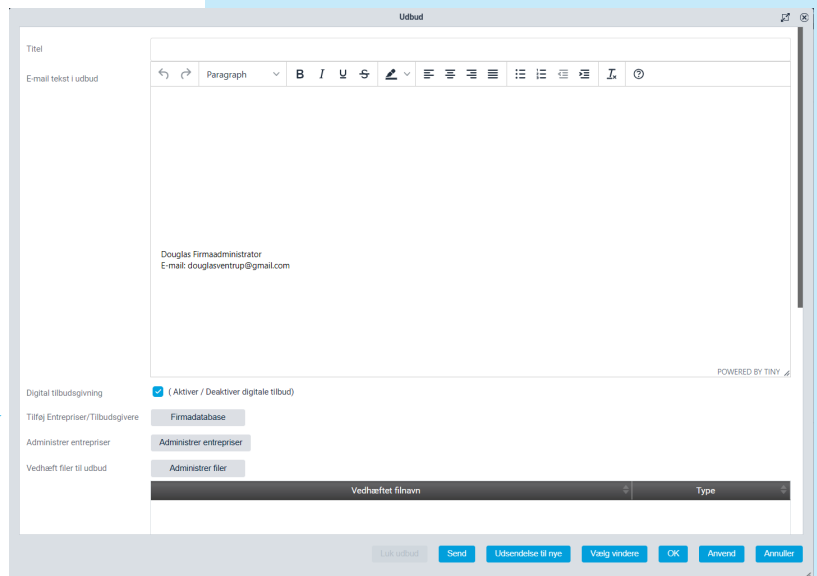 Udbud
Titel
E-mail tekst i udbud
Paragraph
B I U S
Douglas Firmaadministrator
E-mail: douglasventrup@gmail.com
POWERED BY TINY
Digital tilbudsgivning
( Aktiver / Deaktiver digitale tilbud)
Tilføj Entrepriser/Tilbudsgivere
Firmadatabase
Administrer entrepriser
Administrer entrepriser
Vedhæft filer til udbud
Administrer filer
Vedhæftet filnavn Type
Luk udbud Send Udsendelse til nye Vælg vindere OK Anvend Annuller